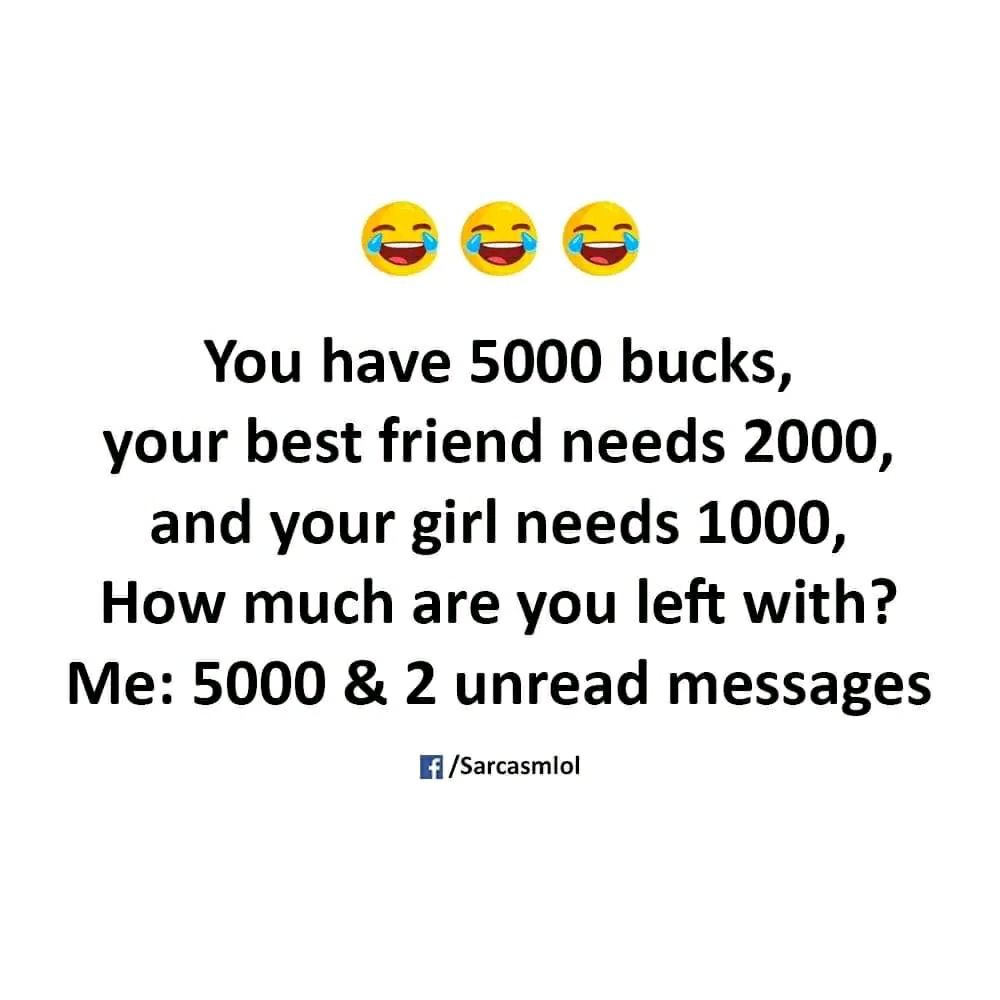 You have 5000 bucks,
your best friend needs 2000,
and your girl needs 1000,
How much are you left with?
Me: 5000 & 2 unread messages
f /Sarcasmlol